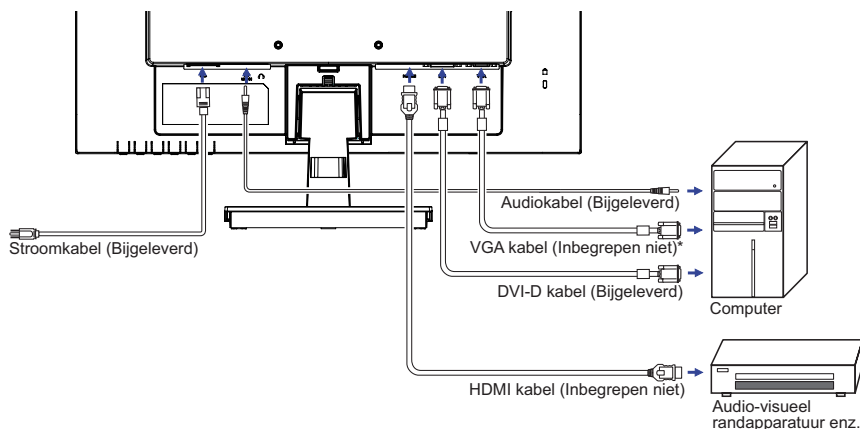 Audiokabel (Bijgeleverd)
Stroomkabel (Bijgeleverd)
VGA kabel (Inbegrepen niet)*
DVI-D kabel (Bijgeleverd)
Computer
HDMI kabel (Inbegrepen niet)
Audio-visueel
randapparatuur enz.